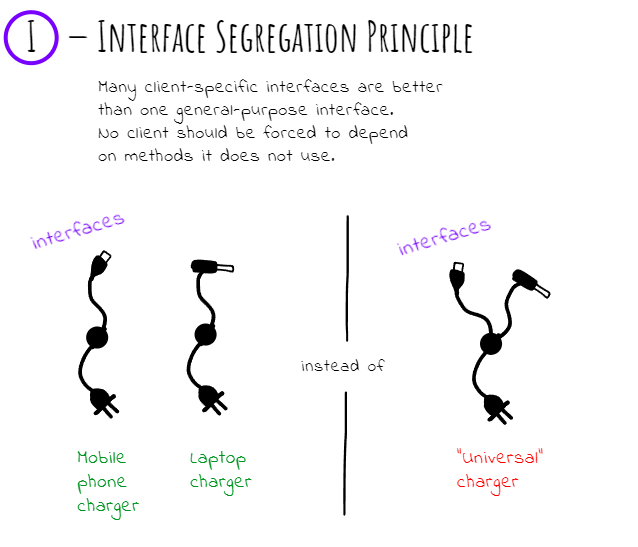 I – Interface Segregation Principle
Many client-specific interfaces are better
than one general-purpose interface.
No client should be forced to depend
on methods it does not use.
interfaces
interfaces
instead of
Mobile
phone
charger
Laptop
charger
"Universal"
charger